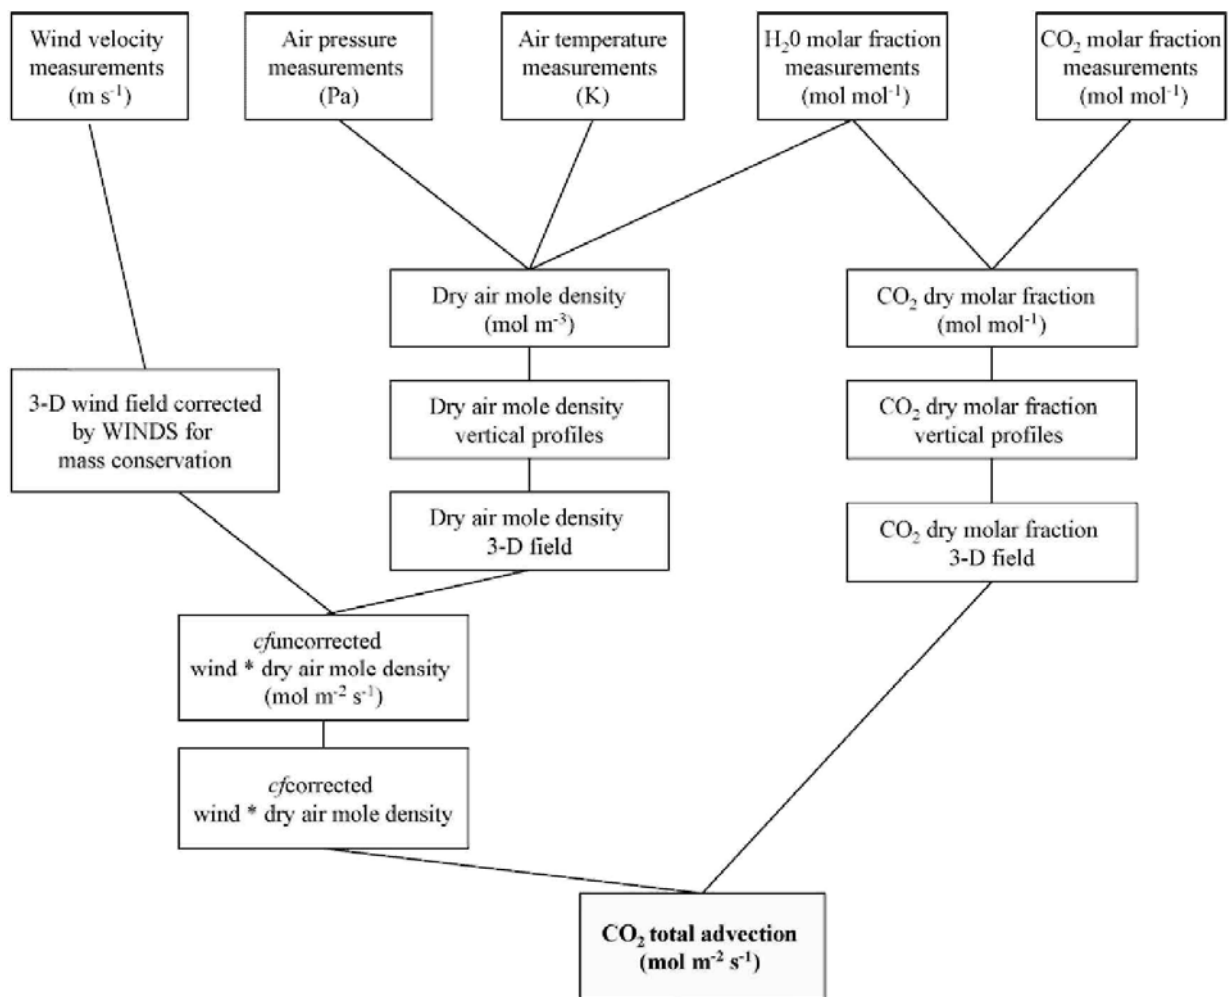 Wind velocity
measurements
(m s⁻¹)
Air pressure
measurements
(Pa)
Air temperature
measurements
(K)
H₂0 molar fraction
measurements
(mol mol⁻¹)
CO₂ molar fraction
measurements
(mol mol⁻¹)
Dry air mole density
(mol m⁻³)
CO₂ dry molar fraction
(mol mol⁻¹)
3-D wind field corrected
by WINDS for
mass conservation
Dry air mole density
vertical profiles
CO₂ dry molar fraction
vertical profiles
Dry air mole density
3-D field
CO₂ dry molar fraction
3-D field
cfuncorrected
wind * dry air mole density
(mol m⁻² s⁻¹)
cfcorrected
wind * dry air mole density
CO₂ total advection
(mol m⁻² s⁻¹)